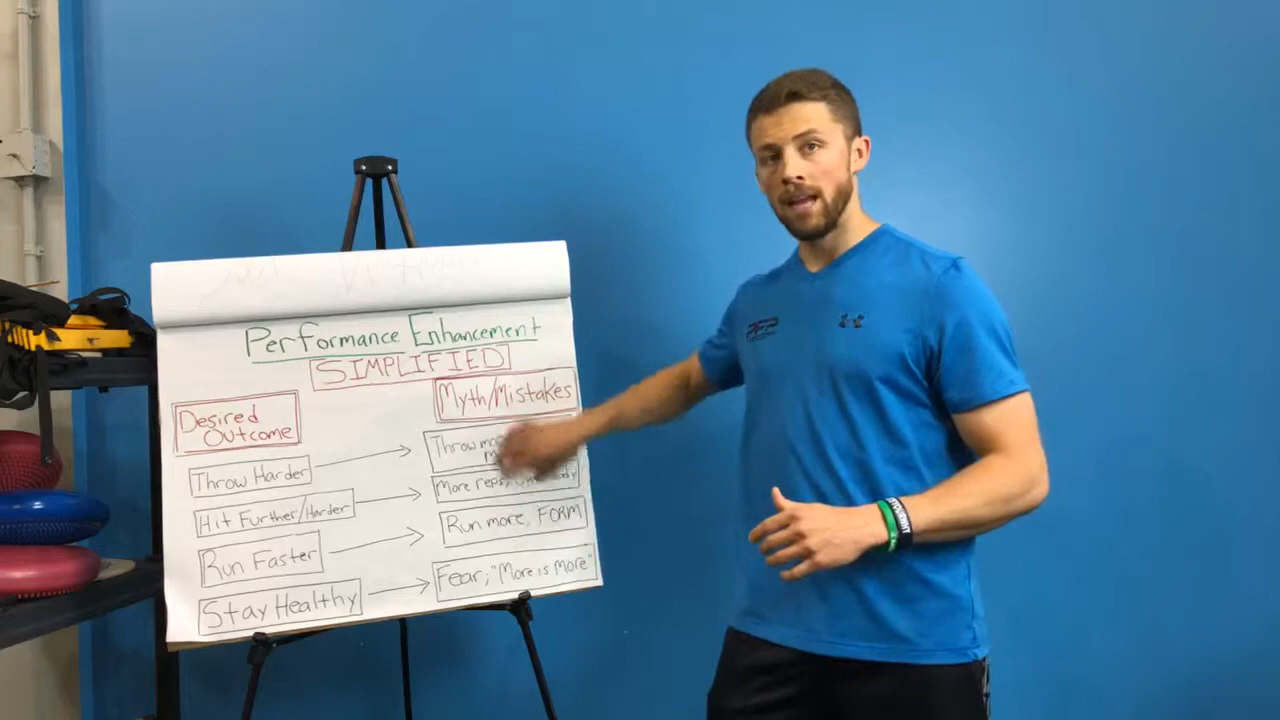 Performance Enhancement
SIMPLIFIED
Myth/Mistakes
Desired
Outcome
Throw
Throw Harder
More reps,
Hit Further/Harder
Run more, FORM
Run Faster
Fear; "More is more"
Stay Healthy